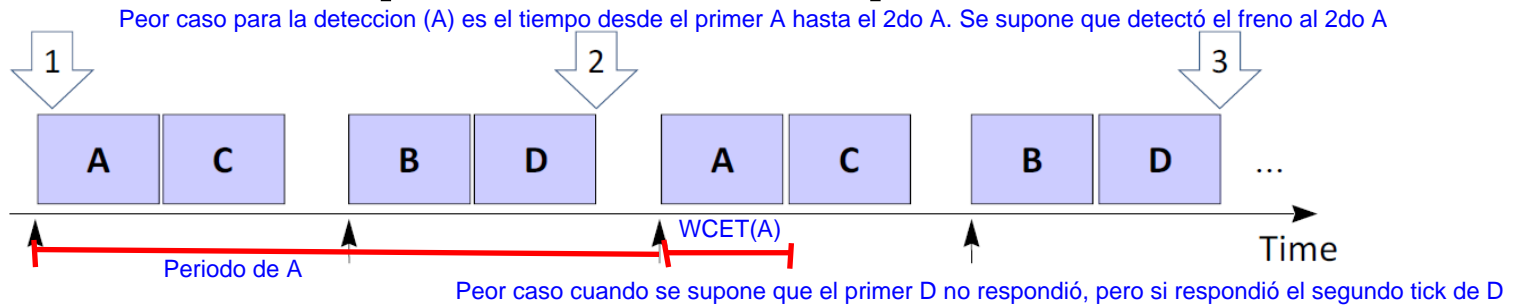 Peor caso para la deteccion (A) es el tiempo desde el primer A hasta el 2do A. Se supone que detectó el freno al 2do A
1 2 3
A C B D A C B D ...
WCET(A)
Time
Periodo de A
Peor caso cuando se supone que el primer D no respondió, pero si respondió el segundo tick de D